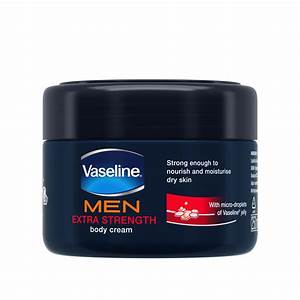 Vaseline.
MEN
EXTRA STRENGTH
body cream
Strong enough to
nourish and moisturise
dry skin
With micro-droplets
of Vaseline® jelly